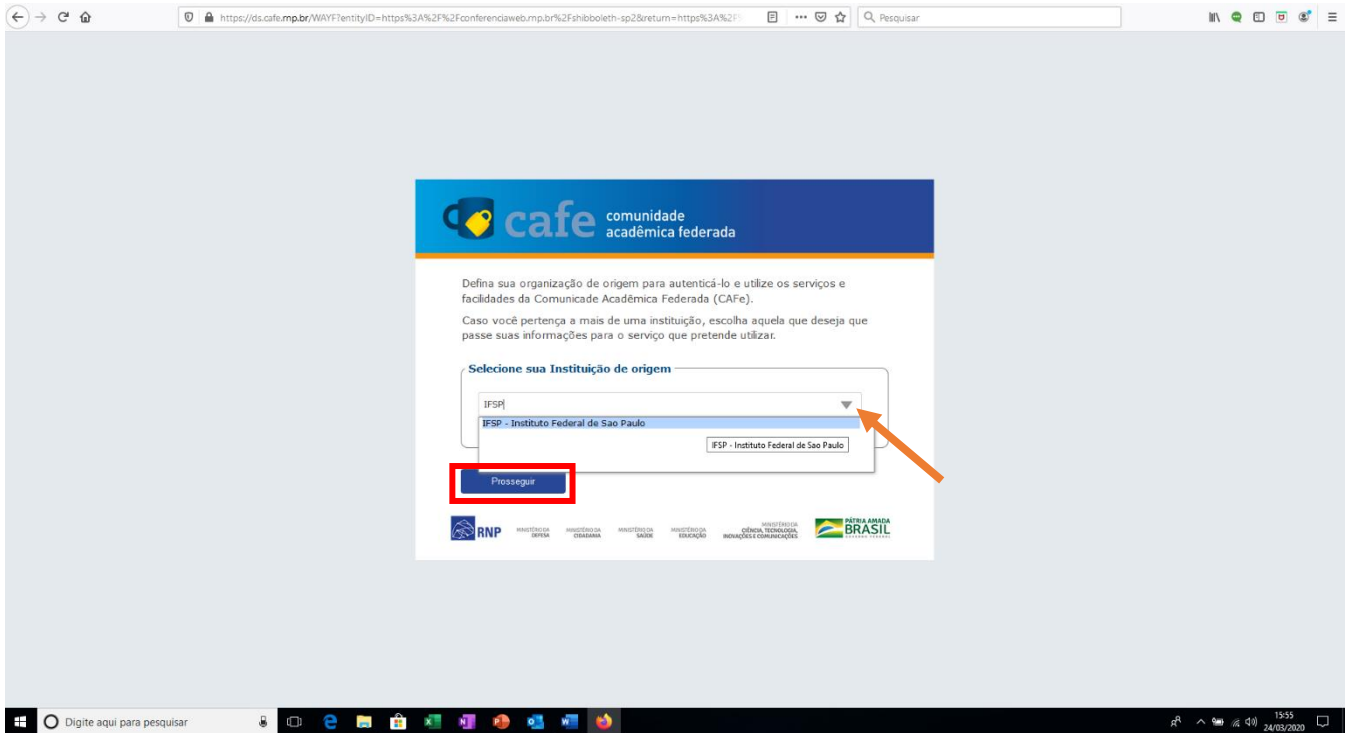 https://ds.cafe.rnp.br/WAYF?entityID=https%3A%2F%2Fconferenciaweb.rnp.br%2Fshibboleth-sp2&return=https%3A%2F%
Pesquisar
cafe
comunidade
acadêmica federada
Defina sua organização de origem para autenticá-lo e utilize os serviços e
facilidades da Comunicade Acadêmica Federada (CAFe).
Caso você pertença a mais de uma instituição, escolha aquela que deseja que
passe suas informações para o serviço que pretende utilizar.
Selecione sua Instituição de origem
IFSP
IFSP - Instituto Federal de Sao Paulo
IFSP - Instituto Federal de Sao Paulo
Prosseguir
RNP
MINISTÉRIO DA
DEFESA
MINISTÉRIO DA
CIDADANIA
MINISTÉRIO DA
SAÚDE
MINISTÉRIO DA
EDUCAÇÃO
MINISTÉRIO DA
CIÊNCIA, TECNOLOGIA,
INOVAÇÕES E COMUNICAÇÕES
PÁTRIA AMADA
BRASIL
GOVERNO FEDERAL
Digite aqui para pesquisar
15:55
24/03/2020